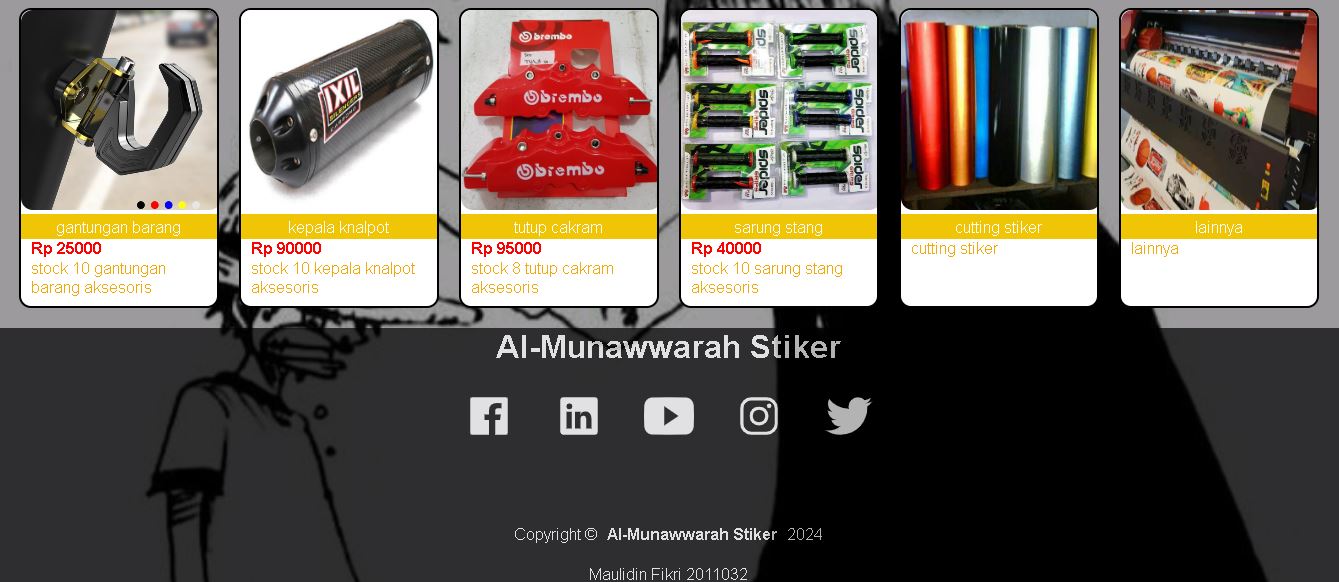 IXIL
brembo
brembo
brembo
spider
spider
spider
spider
spider
spider
gantungan barang
kepala knalpot
tutup cakram
sarung stang
cutting stiker
lainnya
Rp 25000
stock 10 gantungan
barang aksesoris
Rp 90000
stock 10 kepala knalpot
aksesoris
Rp 95000
stock 8 tutup cakram
aksesoris
Rp 40000
stock 10 sarung stang
aksesoris
cutting stiker
lainnya
Al-Munawwarah Stiker
Copyright © Al-Munawwarah Stiker 2024
Maulidin Fikri 2011032